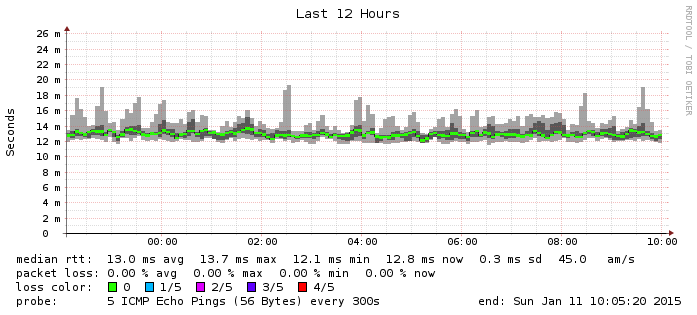 Last 12 Hours
RRDTOOL / TOBI OETIKER
Seconds
26 m
24 m
22 m
20 m
18 m
16 m
14 m
12 m
10 m
8 m
6 m
4 m
2 m
0
00:00 02:00 04:00 06:00 08:00 10:00
median rtt: 13.0 ms avg 13.7 ms max 12.1 ms min 12.8 ms now 0.3 ms sd 45.0 am/s
packet loss: 0.00 % avg 0.00 % max 0.00 % min 0.00 % now
loss color: 0 1/5 2/5 3/5 4/5
probe: 5 ICMP Echo Pings (56 Bytes) every 300s end: Sun Jan 11 10:05:20 2015